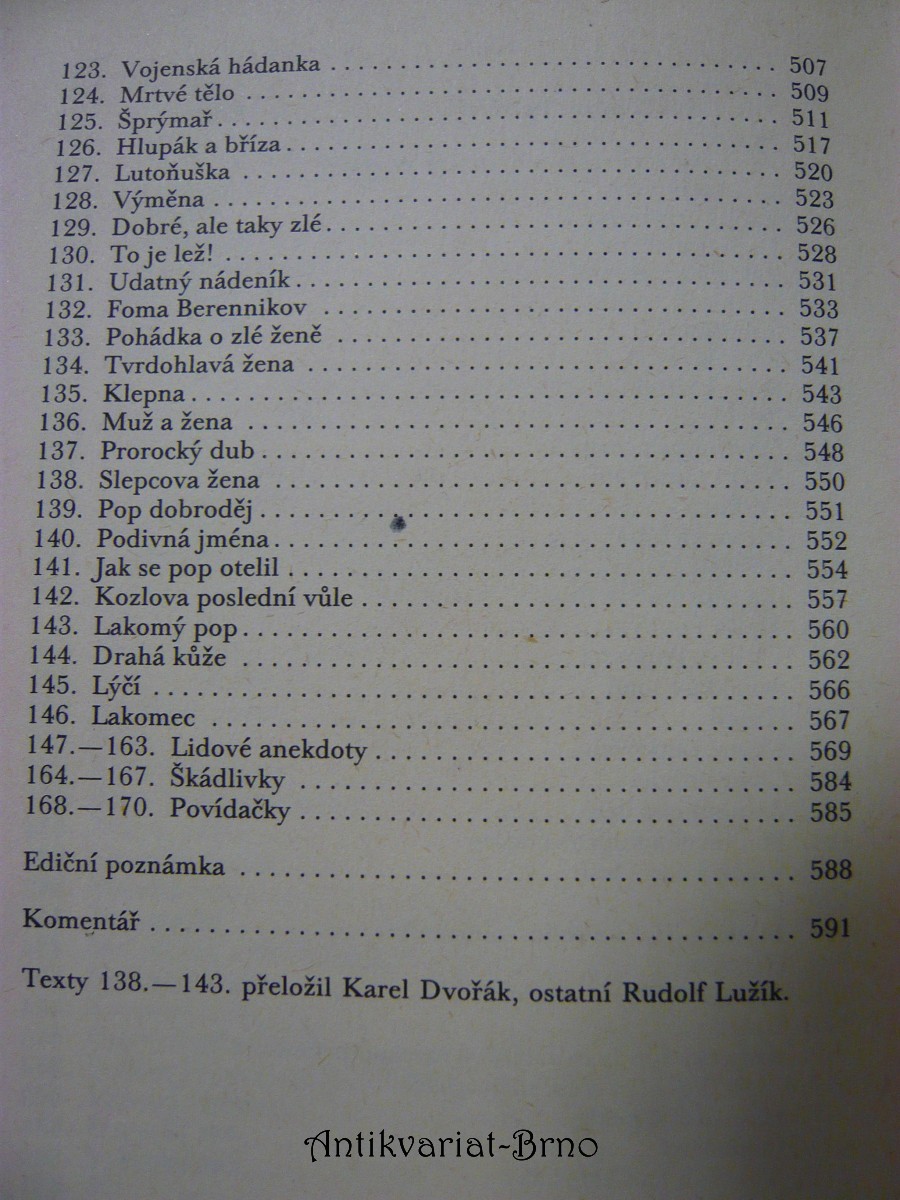 123. Vojenská hádanka . . . . . . . . . . . . . . . . . . . . . . . . . . . . . . 507
124. Mrtvé tělo . . . . . . . . . . . . . . . . . . . . . . . . . . . . . . . . . . . 509
125. Šprýmař . . . . . . . . . . . . . . . . . . . . . . . . . . . . . . . . . . . . . 511
126. Hlupák a bříza . . . . . . . . . . . . . . . . . . . . . . . . . . . . . . . . 517
127. Lutoňuška . . . . . . . . . . . . . . . . . . . . . . . . . . . . . . . . . . . 520
128. Výměna . . . . . . . . . . . . . . . . . . . . . . . . . . . . . . . . . . . . . 523
129. Dobré, ale taky zlé . . . . . . . . . . . . . . . . . . . . . . . . . . . . . . 526
130. To je lež! . . . . . . . . . . . . . . . . . . . . . . . . . . . . . . . . . . . . 528
131. Udatný nádeník . . . . . . . . . . . . . . . . . . . . . . . . . . . . . . . . 531
132. Foma Berennikov . . . . . . . . . . . . . . . . . . . . . . . . . . . . . . 533
133. Pohádka o zlé ženě . . . . . . . . . . . . . . . . . . . . . . . . . . . . . 537
134. Tvrdohlavá žena . . . . . . . . . . . . . . . . . . . . . . . . . . . . . . . 541
135. Klepna . . . . . . . . . . . . . . . . . . . . . . . . . . . . . . . . . . . . . . 543
136. Muž a žena . . . . . . . . . . . . . . . . . . . . . . . . . . . . . . . . . . 546
137. Prorocký dub . . . . . . . . . . . . . . . . . . . . . . . . . . . . . . . . . 548
138. Slepcova žena . . . . . . . . . . . . . . . . . . . . . . . . . . . . . . . . 550
139. Pop dobroděj . . . . . . . . . . . . . . . . . . . . . . . . . . . . . . . . . 551
140. Podivná jména . . . . . . . . . . . . . . . . . . . . . . . . . . . . . . . . 552
141. Jak se pop otelil . . . . . . . . . . . . . . . . . . . . . . . . . . . . . . . 554
142. Kozlova poslední vůle . . . . . . . . . . . . . . . . . . . . . . . . . . . 557
143. Lakomý pop . . . . . . . . . . . . . . . . . . . . . . . . . . . . . . . . . . 560
144. Drahá kůže . . . . . . . . . . . . . . . . . . . . . . . . . . . . . . . . . . 562
145. Lýčí . . . . . . . . . . . . . . . . . . . . . . . . . . . . . . . . . . . . . . . . 566
146. Lakomec . . . . . . . . . . . . . . . . . . . . . . . . . . . . . . . . . . . . 567
147.—163. Lidové anekdoty . . . . . . . . . . . . . . . . . . . . . . . . . . 569
164.—167. Škádlivky . . . . . . . . . . . . . . . . . . . . . . . . . . . . . . . 584
168.—170. Povídačky . . . . . . . . . . . . . . . . . . . . . . . . . . . . . . . 585
Ediční poznámka . . . . . . . . . . . . . . . . . . . . . . . . . . . . . . . . . . . 588
Komentář . . . . . . . . . . . . . . . . . . . . . . . . . . . . . . . . . . . . . . . . 591
Texty 138.—143. přeložil Karel Dvořák, ostatní Rudolf Lužík.
Antikvariat-Brno